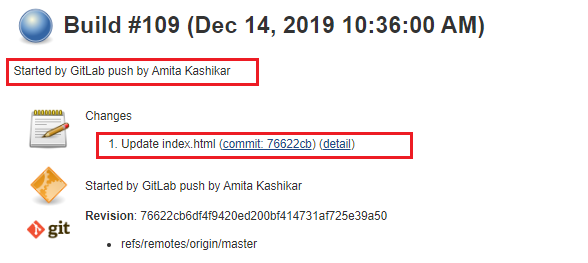 Build #109 (Dec 14, 2019 10:36:00 AM)
Started by GitLab push by Amita Kashikar
Changes
1. Update index.html (commit: 76622cb) (detail)
Started by GitLab push by Amita Kashikar
git
Revision: 76622cb6df4f9420ed200bf414731af725e39a50
• refs/remotes/origin/master